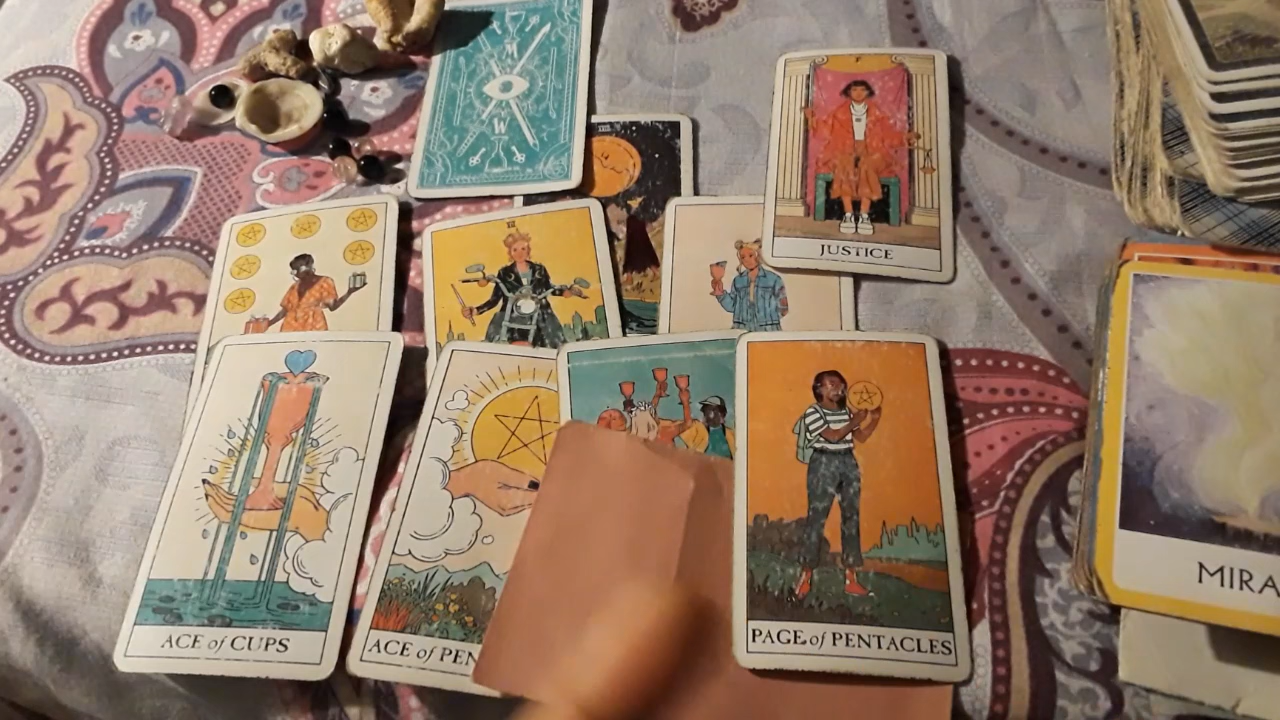 M
W
JUSTICE
ACE of CUPS
ACE of PEN
PAGE of PENTACLES
MIRA